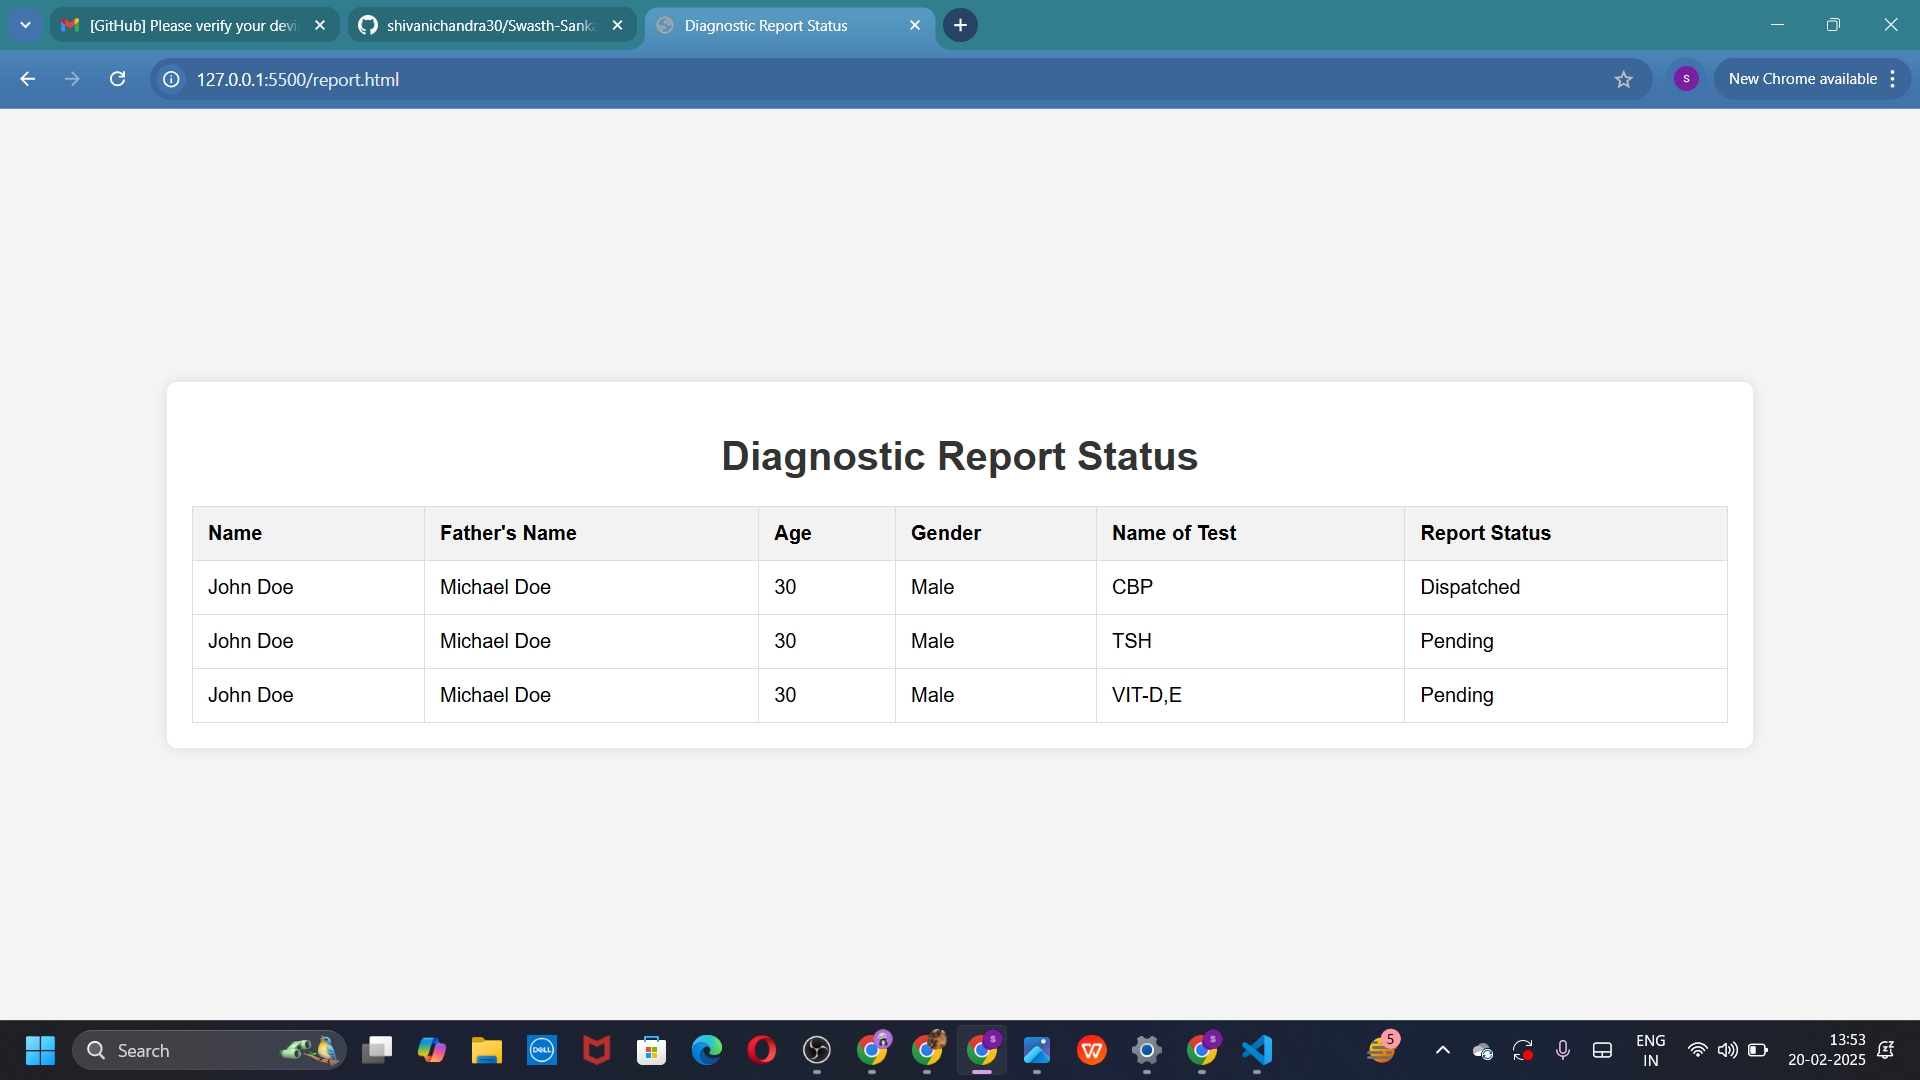 [GitHub] Please verify your devi
shivanichandra30/Swasth-Sanka
Diagnostic Report Status
127.0.0.1:5500/report.html
S
New Chrome available
Diagnostic Report Status
Name Father's Name Age Gender Name of Test Report Status
John Doe Michael Doe 30 Male CBP Dispatched
John Doe Michael Doe 30 Male TSH Pending
John Doe Michael Doe 30 Male VIT-D,E Pending
Search
DELL
S
W
S
5
ENG
IN
13:53
20-02-2025